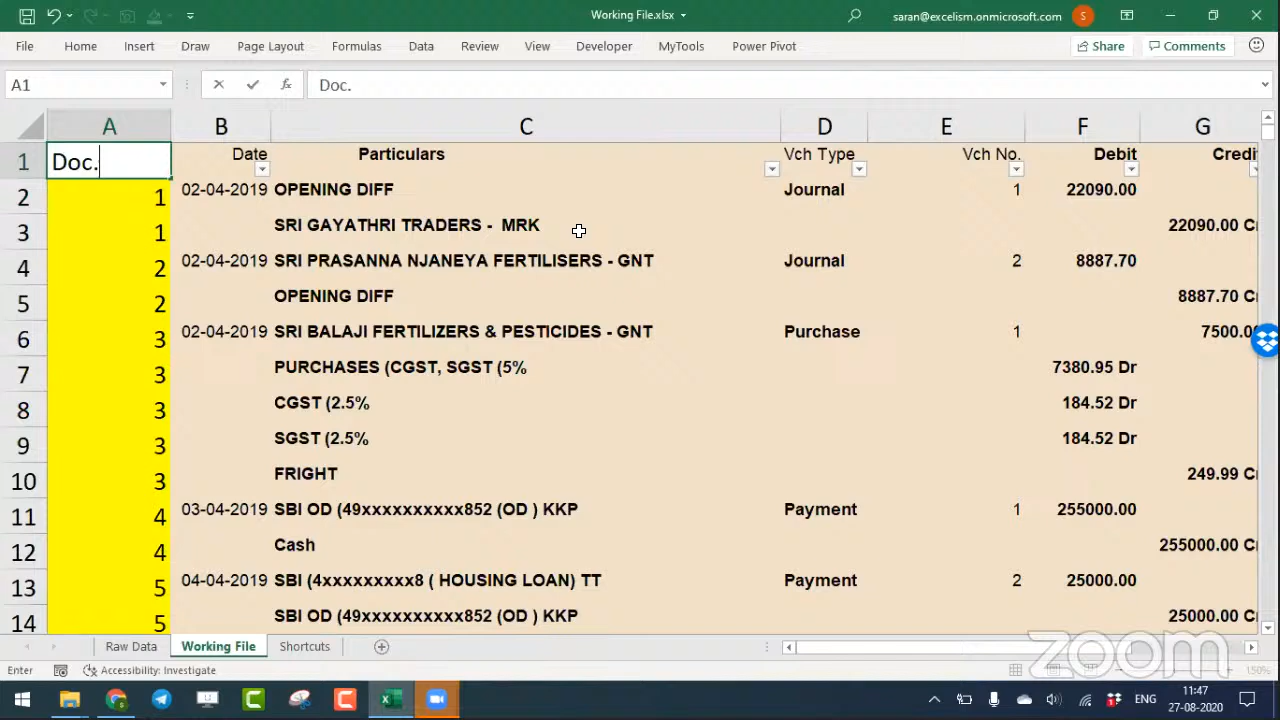 Working File.xlsx
saran@excelism.onmicrosoft.com S
File Home Insert Draw Page Layout Formulas Data Review View Developer MyTools Power Pivot Share Comments
A1 fx Doc.
A B C D E F G
1 Doc. Date Particulars Vch Type Vch No. Debit Credi
2 1 02-04-2019 OPENING DIFF Journal 1 22090.00
3 1 SRI GAYATHRI TRADERS - MRK 22090.00 C
4 2 02-04-2019 SRI PRASANNA NJANEYA FERTILISERS - GNT Journal 2 8887.70
5 2 OPENING DIFF 8887.70 C
6 3 02-04-2019 SRI BALAJI FERTILIZERS & PESTICIDES - GNT Purchase 1 7500.0
7 3 PURCHASES (CGST, SGST (5% 7380.95 Dr
8 3 CGST (2.5% 184.52 Dr
9 3 SGST (2.5% 184.52 Dr
10 3 FRIGHT 249.99 C
11 4 03-04-2019 SBI OD (49xxxxxxxxxx852 (OD ) KKP Payment 1 255000.00
12 4 Cash 255000.00 C
13 5 04-04-2019 SBI (4xxxxxxxxx8 ( HOUSING LOAN) TT Payment 2 25000.00
14 5 SBI OD (49xxxxxxxxxx852 (OD ) KKP 25000.00 C
Raw Data Working File Shortcuts
zoom
Enter Accessibility: Investigate 150%
ENG 11:47
27-08-2020